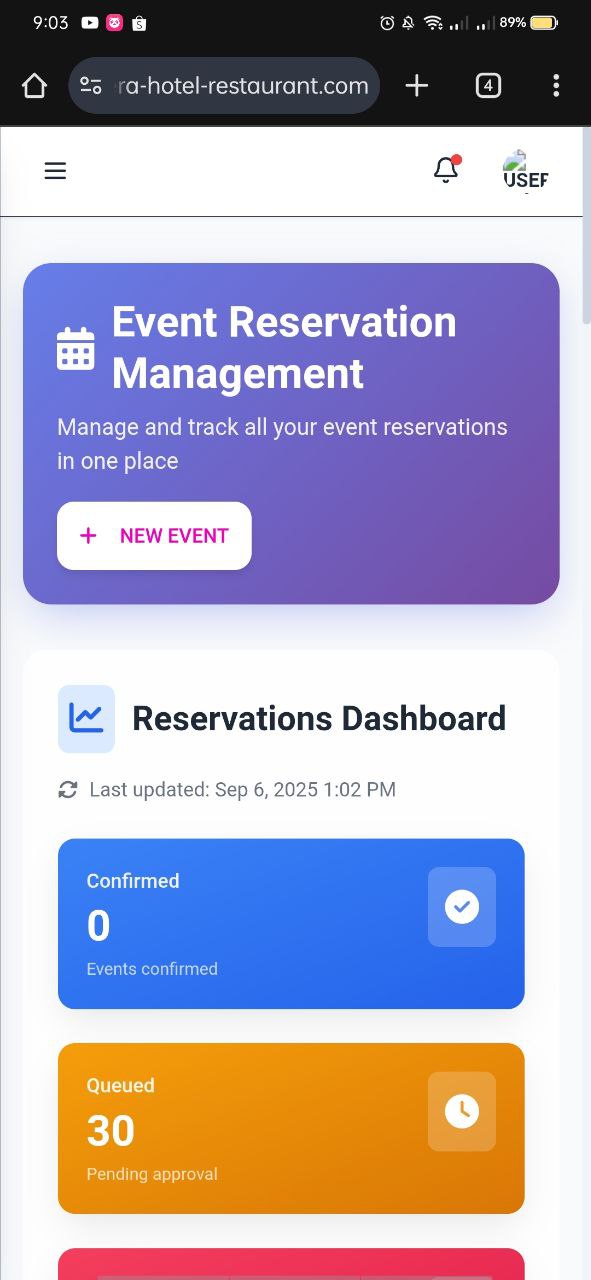 9:03
89%
ra-hotel-restaurant.com
4
USER
Event Reservation
Management
Manage and track all your event reservations
in one place
+ NEW EVENT
Reservations Dashboard
Last updated: Sep 6, 2025 1:02 PM
Confirmed
0
Events confirmed
Queued
30
Pending approval